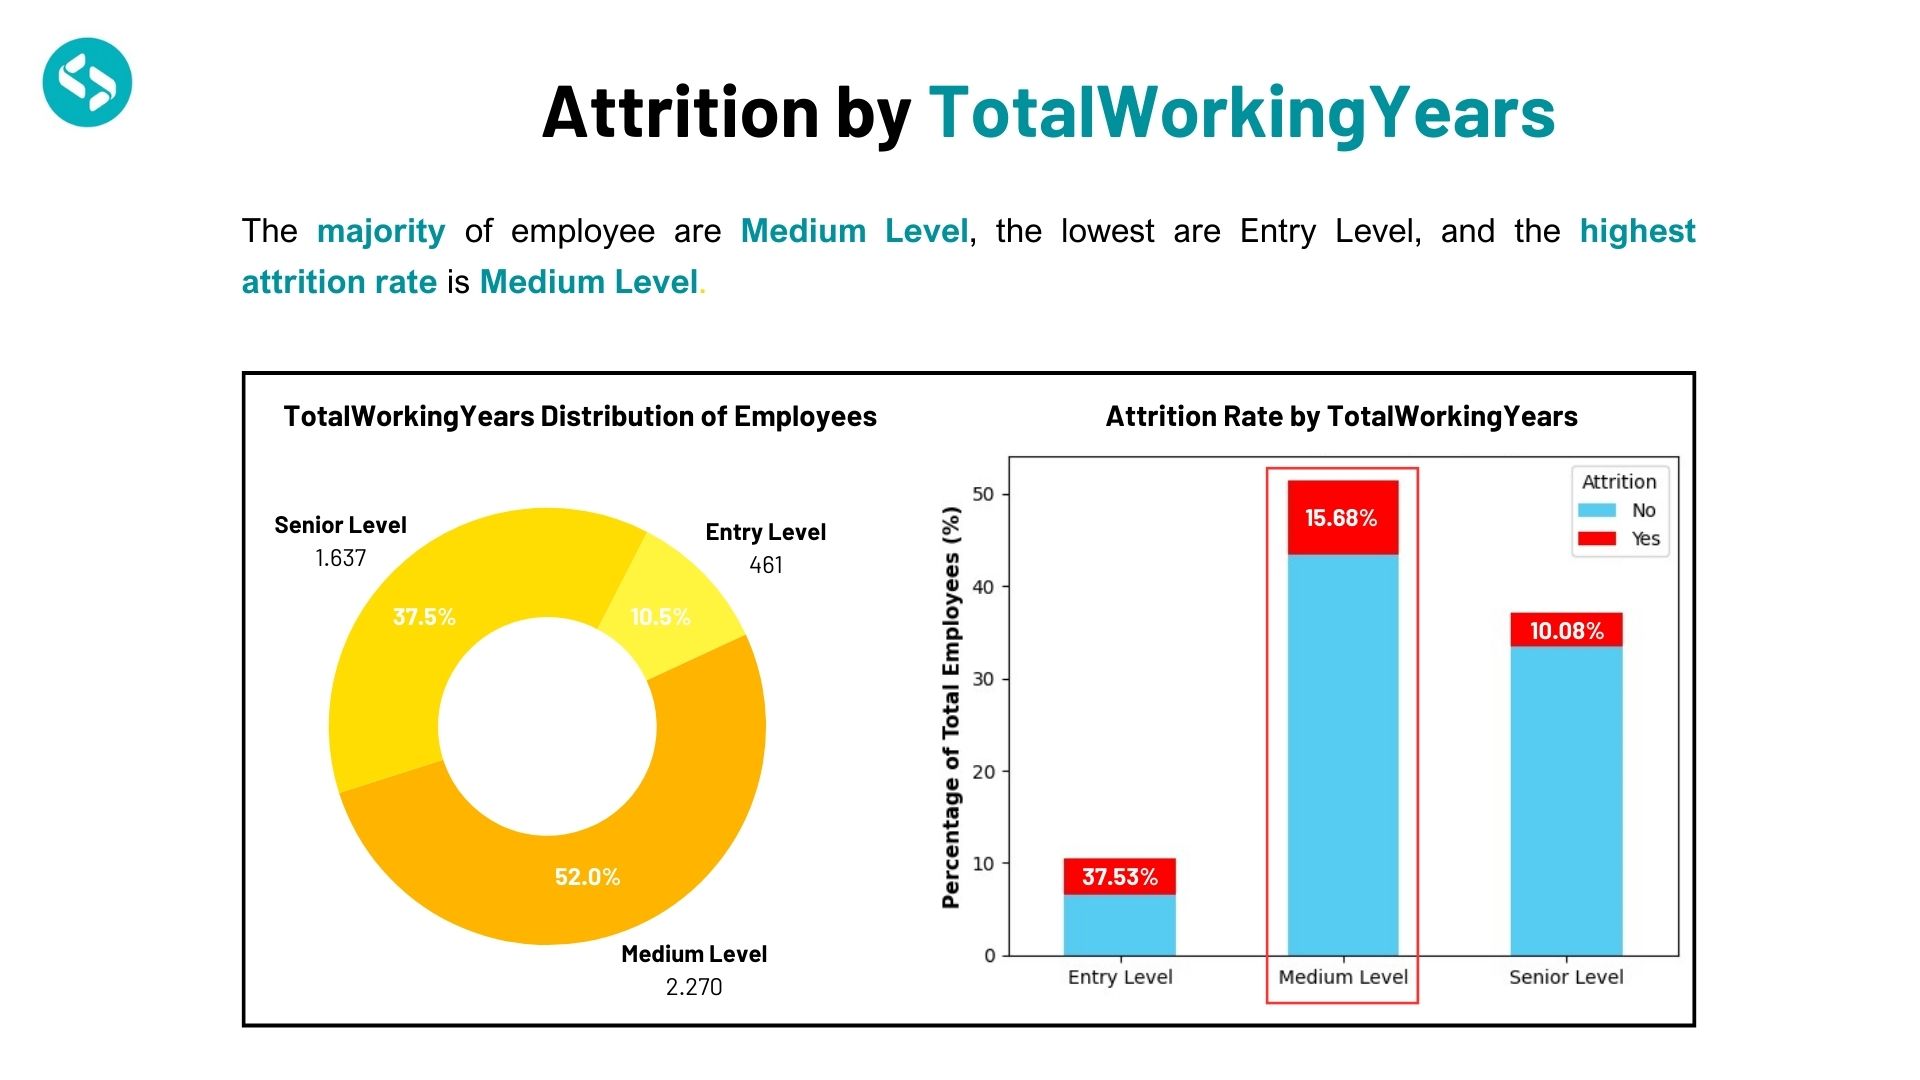 Attrition by TotalWorkingYears
The majority of employee are Medium Level, the lowest are Entry Level, and the highest
attrition rate is Medium Level.
TotalWorkingYears Distribution of Employees
Senior Level
1.637
Entry Level
461
37.5%
10.5%
52.0%
Medium Level
2.270
Attrition Rate by TotalWorkingYears
Percentage of Total Employees (%)
50
40
30
20
10
0
Attrition
No
Yes
15.68%
10.08%
37.53%
Entry Level
Medium Level
Senior Level